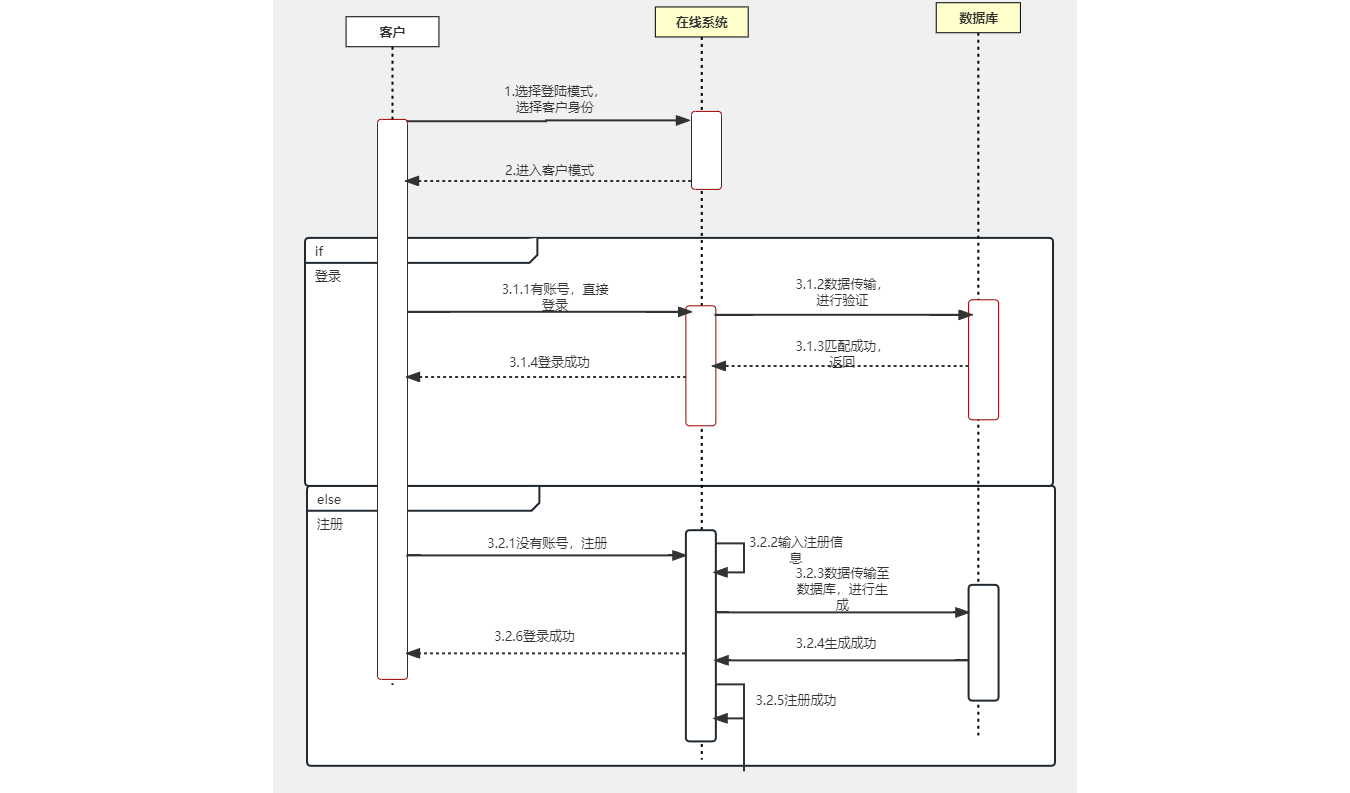 客户
在线系统
数据库
1.选择登陆模式，
选择客户身份
2.进入客户模式
if
登录
3.1.1有账号，直接
登录
3.1.2数据传输，
进行验证
3.1.3匹配成功，
返回
3.1.4登录成功
else
注册
3.2.1没有账号，注册
3.2.2输入注册信
息
3.2.3数据传输至
数据库，进行生
成
3.2.6登录成功
3.2.4生成成功
3.2.5注册成功